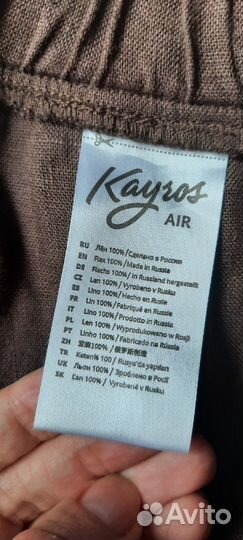 Kayros
AIR
RU Лён 100%/Сделано в России
EN Flax 100%/Made in Russia
DE Flachs 100%/in Russland hergestellt
CZ Len 100%/Vyrobeno v Rusku
ES Lino 100%/Hecho en Rusia
FR Lin 100%/Fabriqué en Russie
IT Lino 100%/Prodotto in Russia
PL Len 100%/Wyprodukowano w Rosji
PT Linho 100%/Fabricado na Rússia
ZH 亚麻100%/俄罗斯制造
TR Keten% 100/Rusya'da yapılan
UK Льон 100%/Зроблено в Росії
SK Ľan 100%/Vyrobené v Rusku
Avito